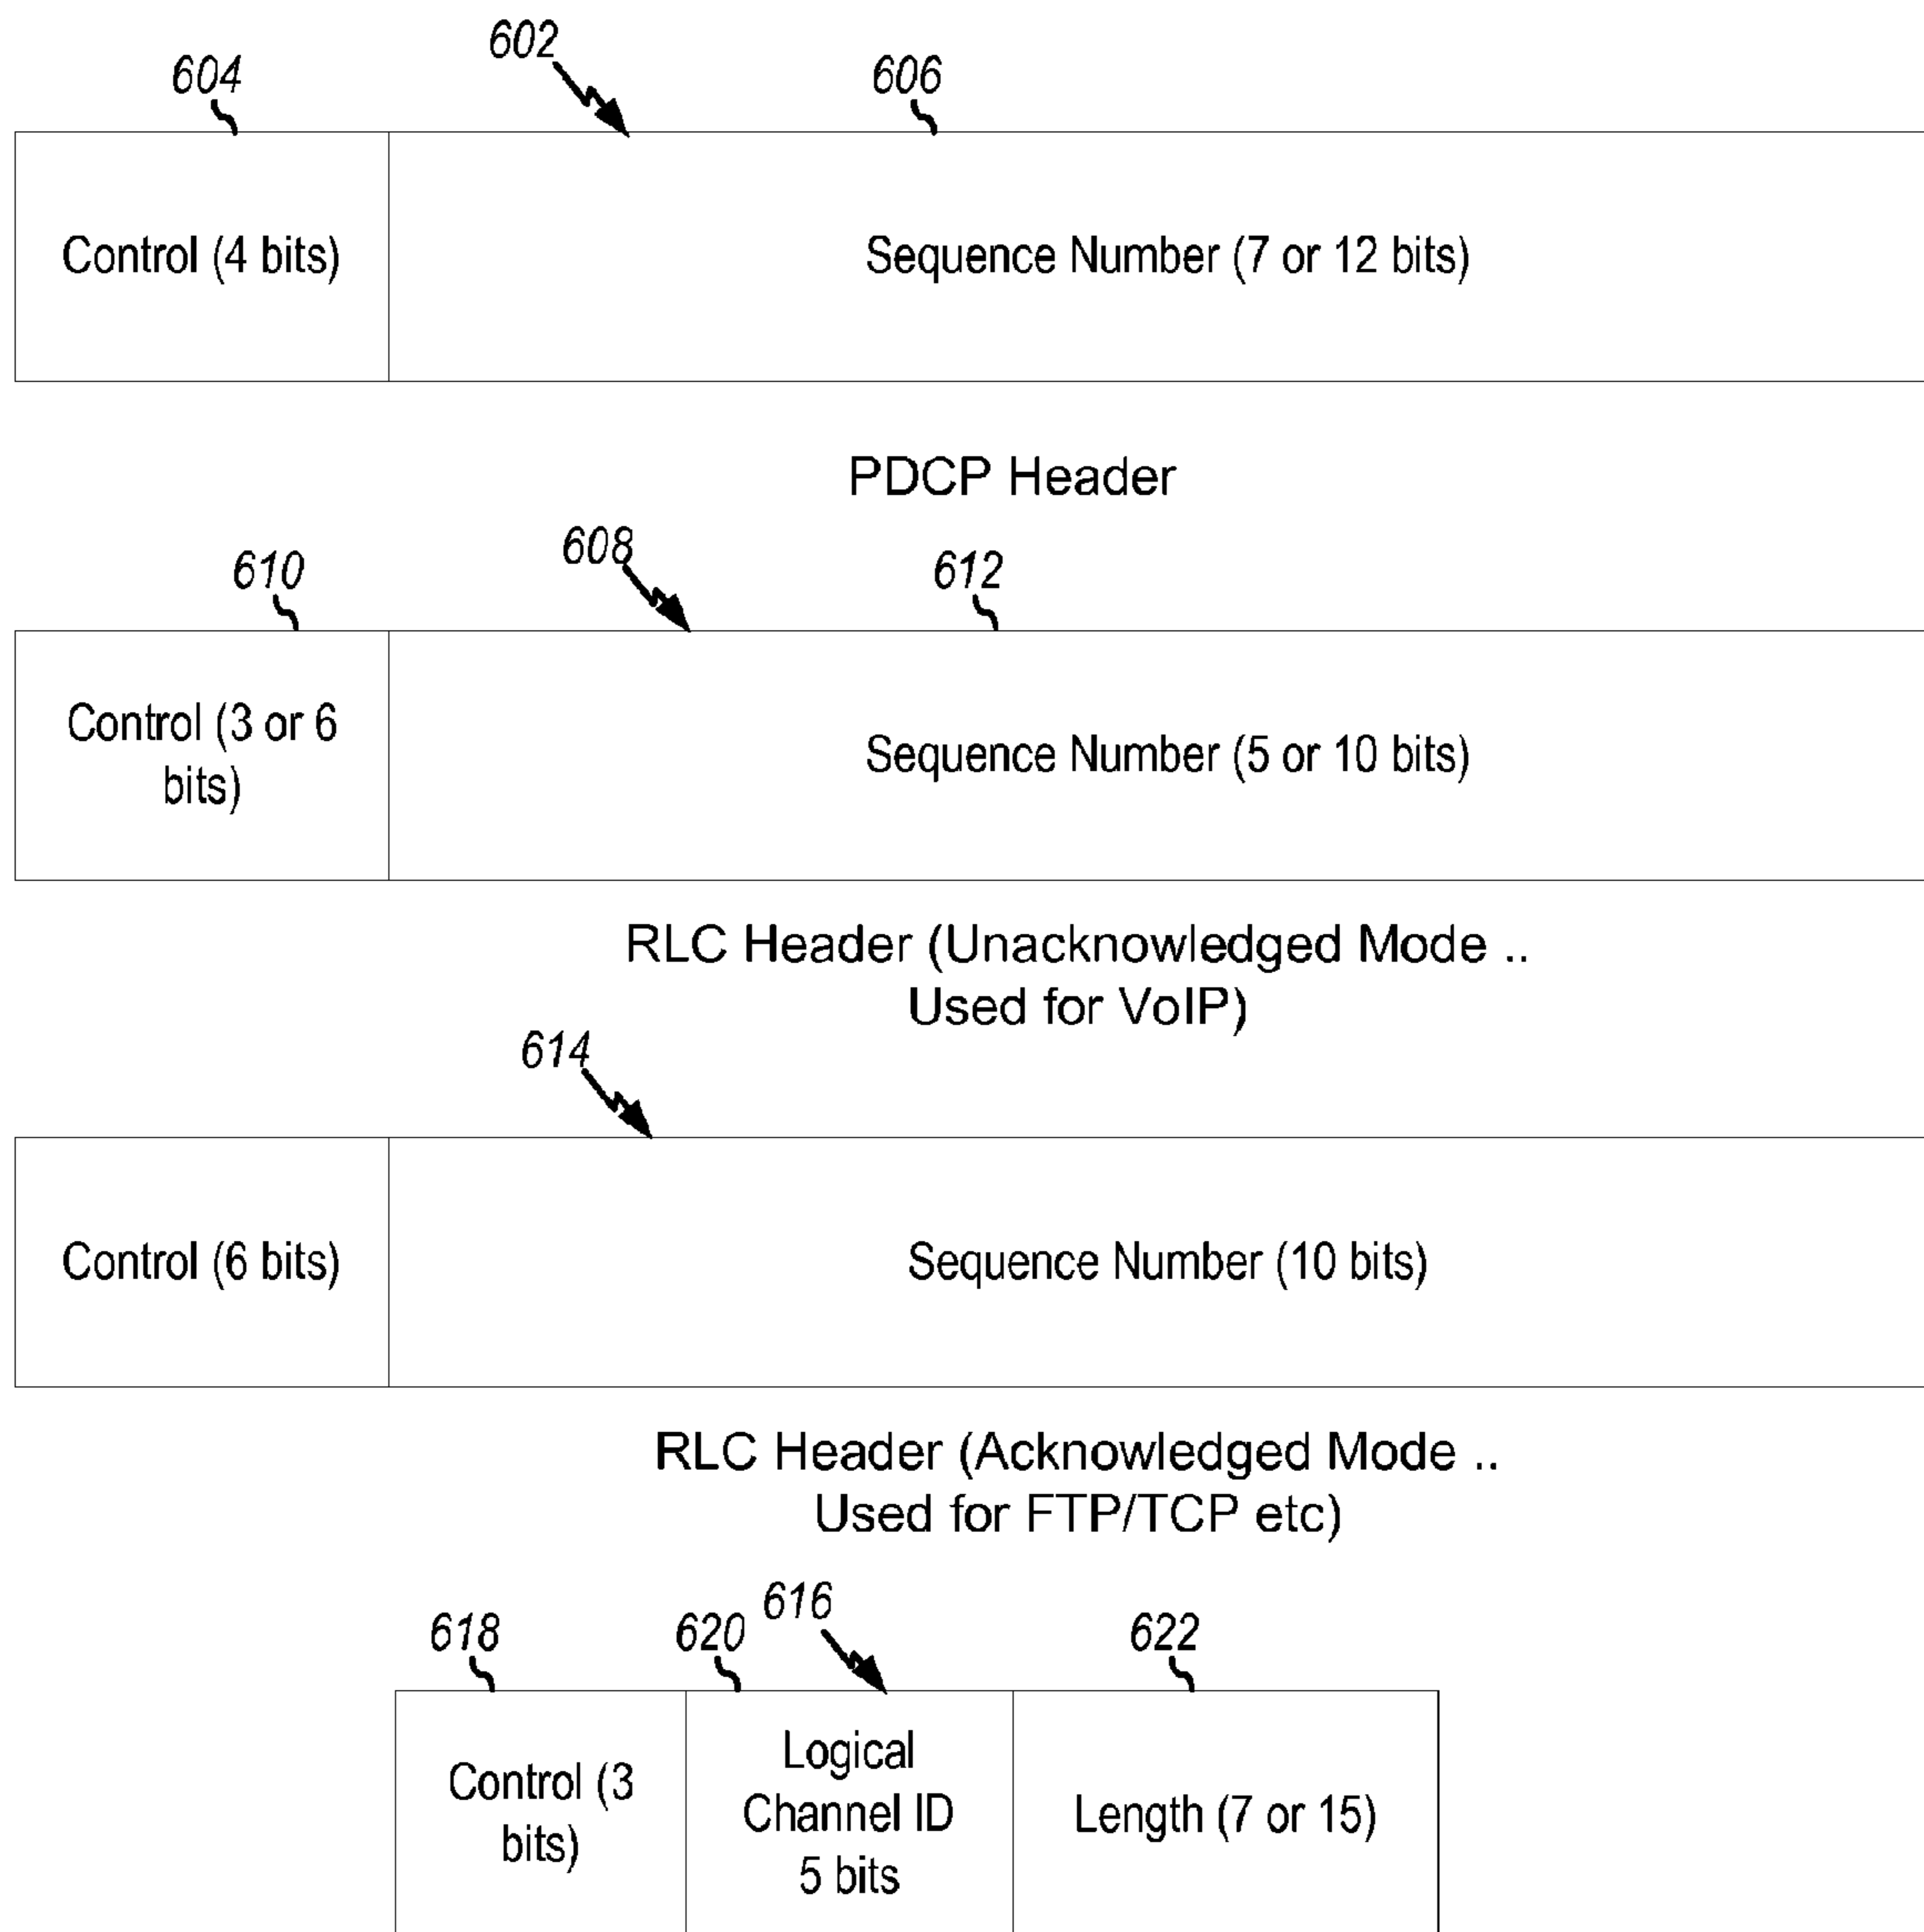 602
604
606
Control (4 bits)
Sequence Number (7 or 12 bits)
PDCP Header
608
610
612
Control (3 or 6
bits)
Sequence Number (5 or 10 bits)
RLC Header (Unacknowledged Mode ..
Used for VoIP)
614
Control (6 bits)
Sequence Number (10 bits)
RLC Header (Acknowledged Mode ..
Used for FTP/TCP etc)
616
618
620
622
Control (3
bits)
Logical
Channel ID
5 bits
Length (7 or 15)